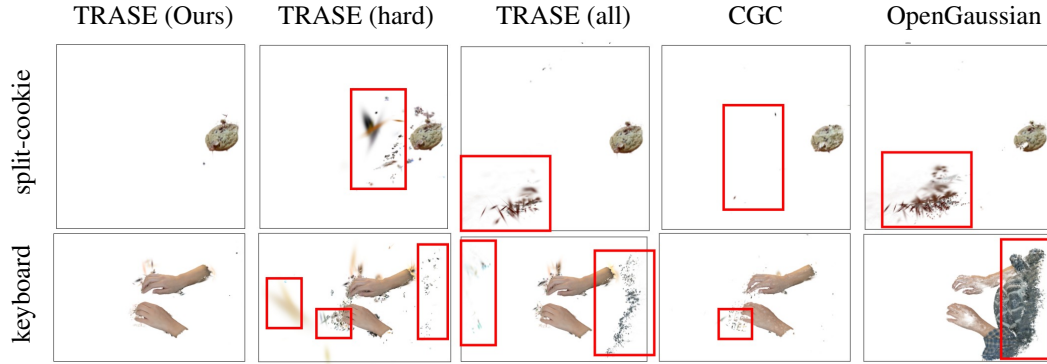 TRASE (Ours) TRASE (hard) TRASE (all) CGC OpenGaussian
split-cookie
keyboard